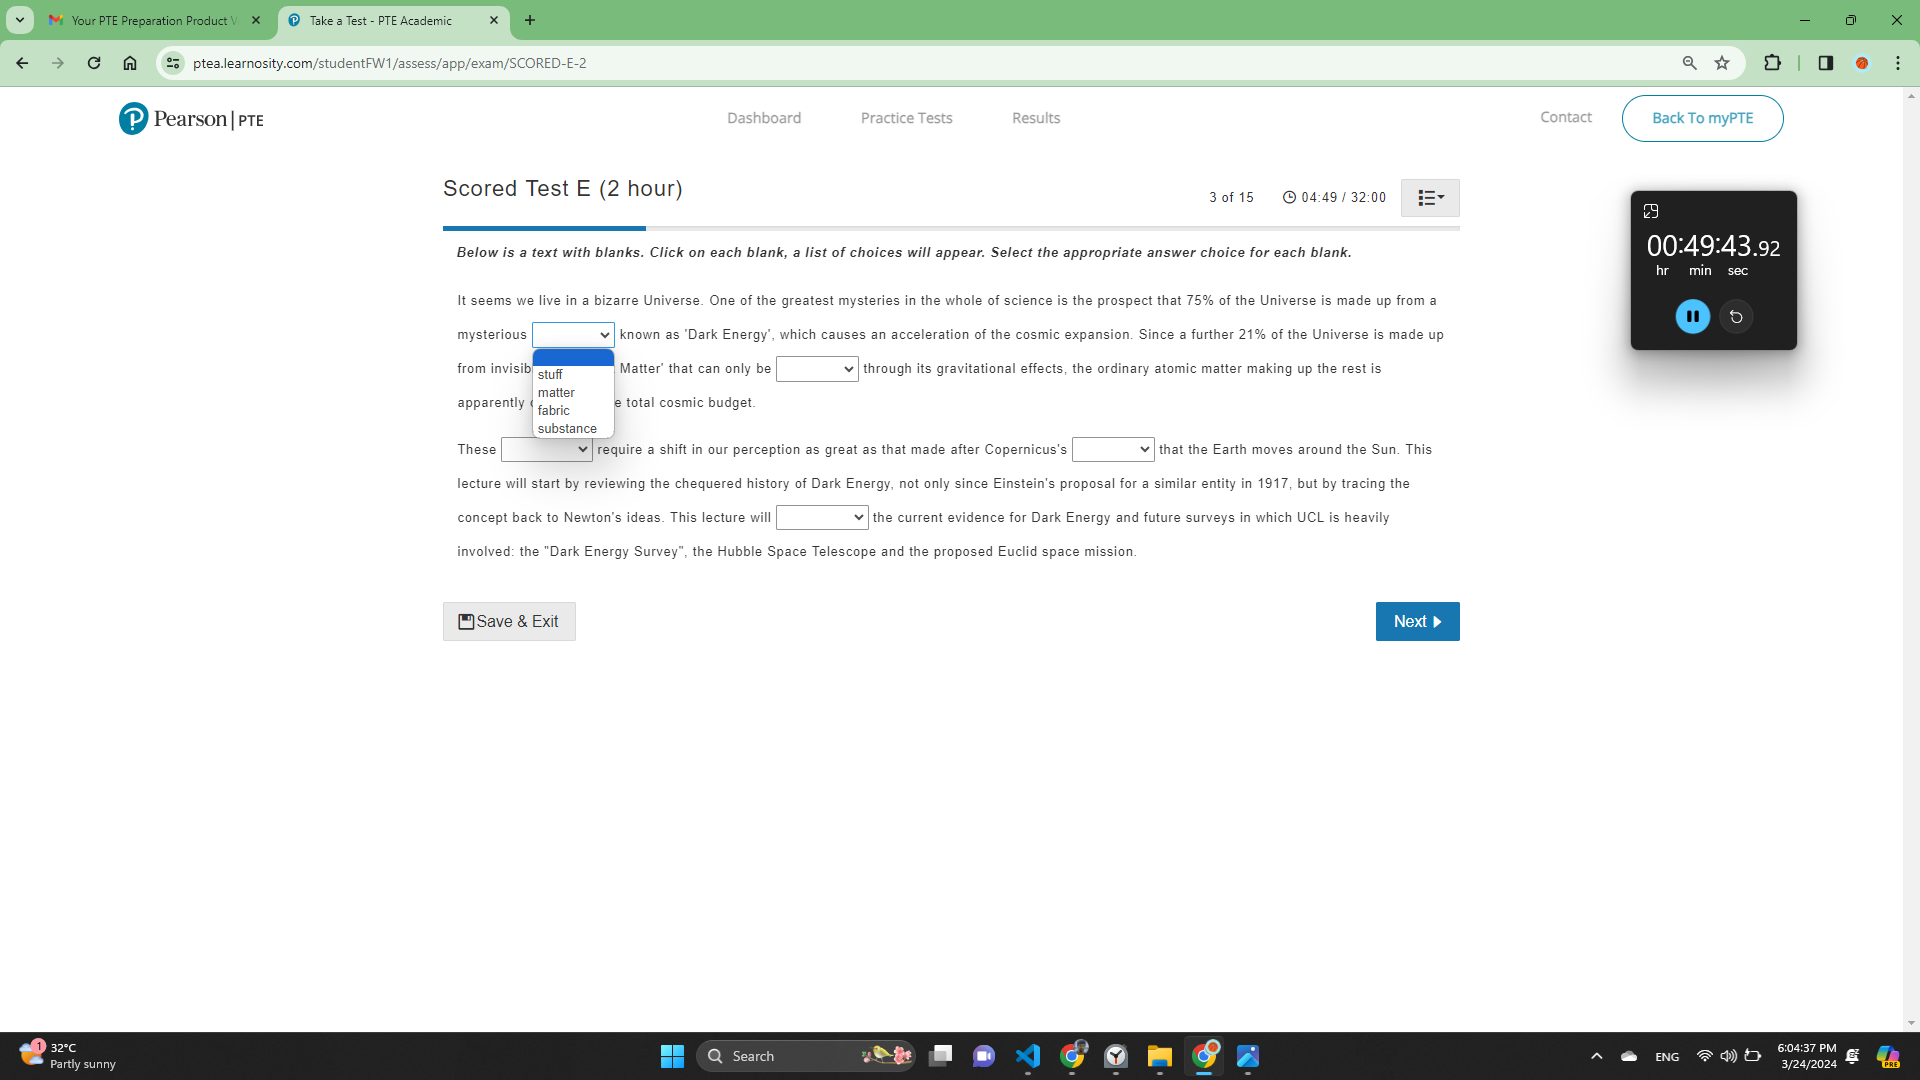 Your PTE Preparation Product V
Take a Test - PTE Academic
ptea.learnosity.com/studentFW1/assess/app/exam/SCORED-E-2
Pearson | PTE
Dashboard
Practice Tests
Results
Contact
Back To myPTE
Scored Test E (2 hour)
3 of 15
04:49 / 32:00
00:49:43.92
hr min sec
Below is a text with blanks. Click on each blank, a list of choices will appear. Select the appropriate answer choice for each blank.
It seems we live in a bizarre Universe. One of the greatest mysteries in the whole of science is the prospect that 75% of the Universe is made up from a
mysterious known as 'Dark Energy', which causes an acceleration of the cosmic expansion. Since a further 21% of the Universe is made up
from invisib Matter' that can only be through its gravitational effects, the ordinary atomic matter making up the rest is
apparently e total cosmic budget.
stuff
matter
fabric
substance
These require a shift in our perception as great as that made after Copernicus's that the Earth moves around the Sun. This
lecture will start by reviewing the chequered history of Dark Energy, not only since Einstein's proposal for a similar entity in 1917, but by tracing the
concept back to Newton's ideas. This lecture will the current evidence for Dark Energy and future surveys in which UCL is heavily
involved: the "Dark Energy Survey", the Hubble Space Telescope and the proposed Euclid space mission.
Save & Exit
Next
1
32°C
Partly sunny
Search
ENG
6:04:37 PM
3/24/2024
PRE